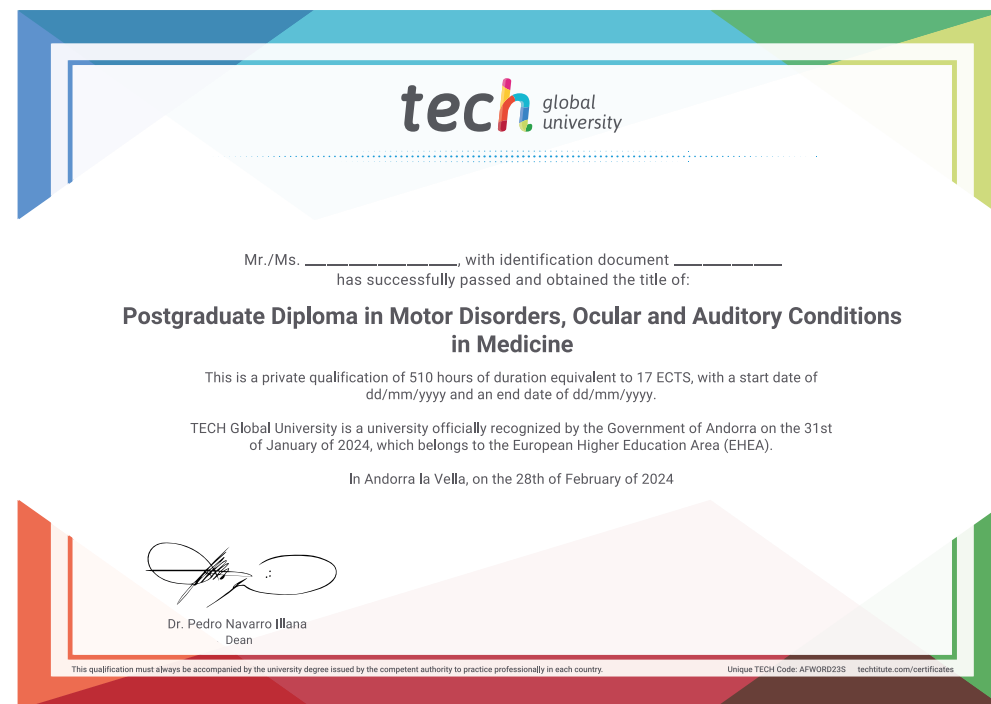 tech global university
Mr./Ms. ________________, with identification document ____________
has successfully passed and obtained the title of:
Postgraduate Diploma in Motor Disorders, Ocular and Auditory Conditions
in Medicine
This is a private qualification of 510 hours of duration equivalent to 17 ECTS, with a start date of
dd/mm/yyyy and an end date of dd/mm/yyyy.
TECH Global University is a university officially recognized by the Government of Andorra on the 31st
of January of 2024, which belongs to the European Higher Education Area (EHEA).
In Andorra la Vella, on the 28th of February of 2024
Dr. Pedro Navarro Illana
Dean
This qualification must always be accompanied by the university degree issued by the competent authority to practice professionally in each country.
Unique TECH Code: AFWORD23S techtitute.com/certificates